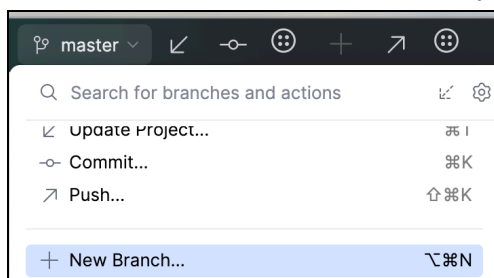 master
Search for branches and actions
Update Project... ⌘T
Commit... ⌘K
Push... ⇧⌘K
New Branch... ⌥⌘N